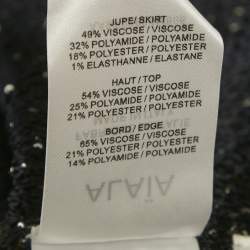 JUPE/SKIRT
49% VISCOSE / VISCOSE
32% POLYAMIDE / POLYAMIDE
18% POLYESTER / POLYESTER
1% ELASTHANNE / ELASTANE
HAUT / TOP
54% VISCOSE / VISCOSE
25% POLYAMIDE / POLYAMIDE
21% POLYESTER / POLYESTER
BORD / EDGE
65% VISCOSE / VISCOSE
21% POLYESTER / POLYESTER
14% POLYAMIDE / POLYAMIDE
ALAÏA